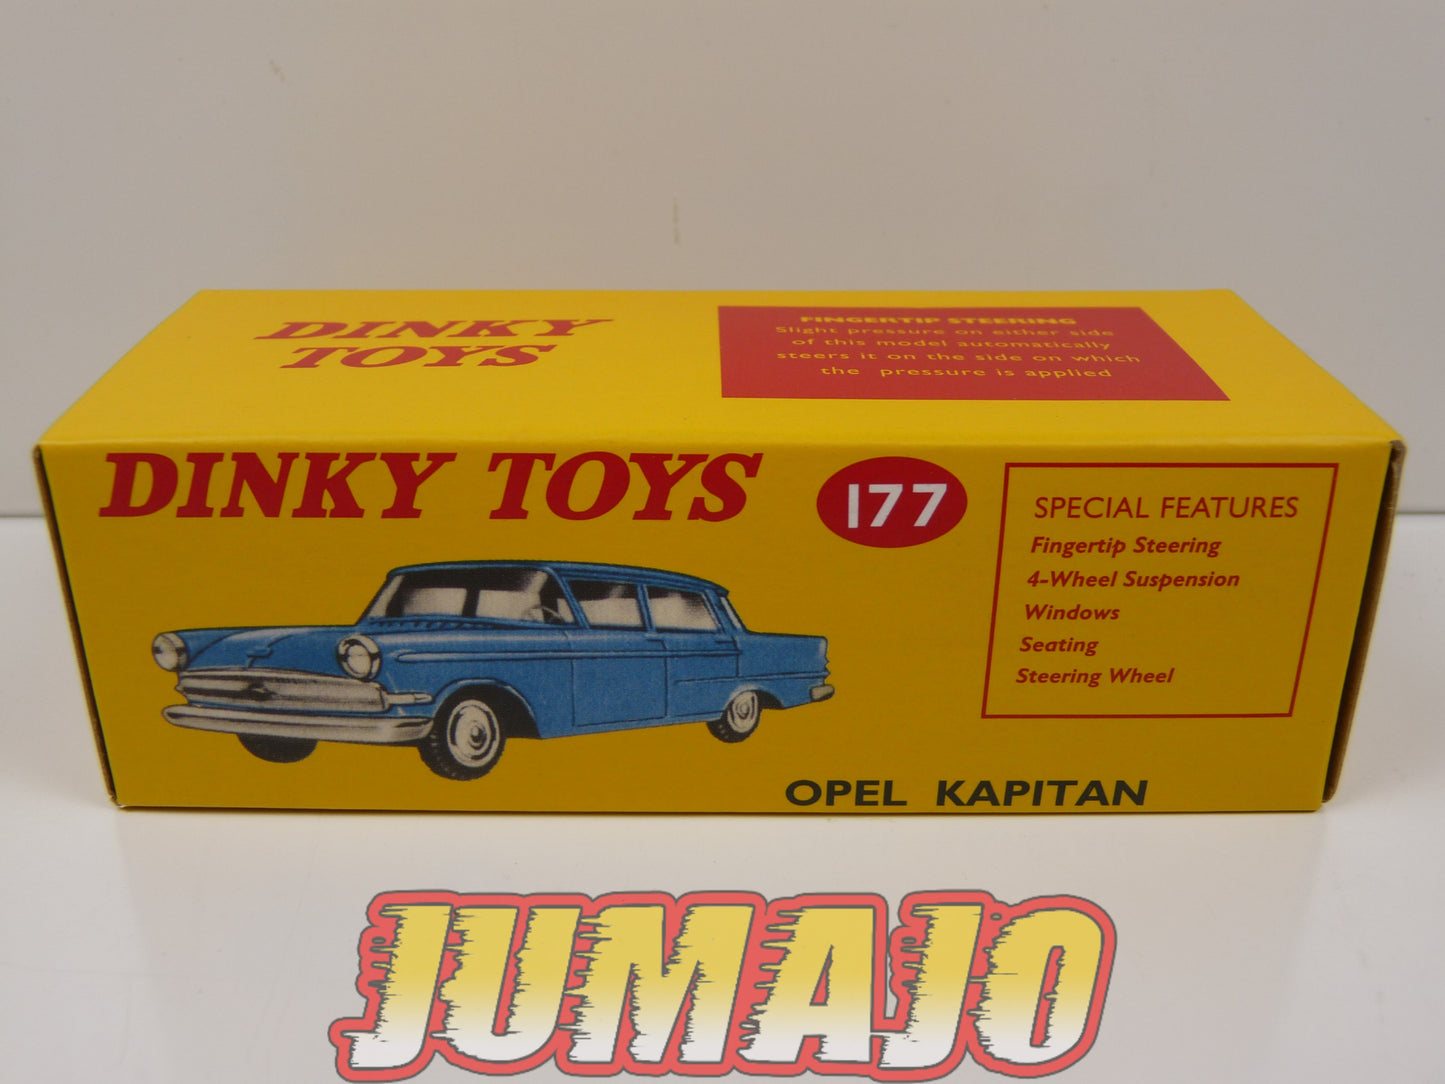 DINKY
TOYS
FINGERTIP STEERING
Slight pressure on either side
of this model automatically
steers it on the side on which
the pressure is applied
DINKY TOYS
177
SPECIAL FEATURES
Fingertip Steering
4-Wheel Suspension
Windows
Seating
Steering Wheel
OPEL KAPITAN
JUMAJO